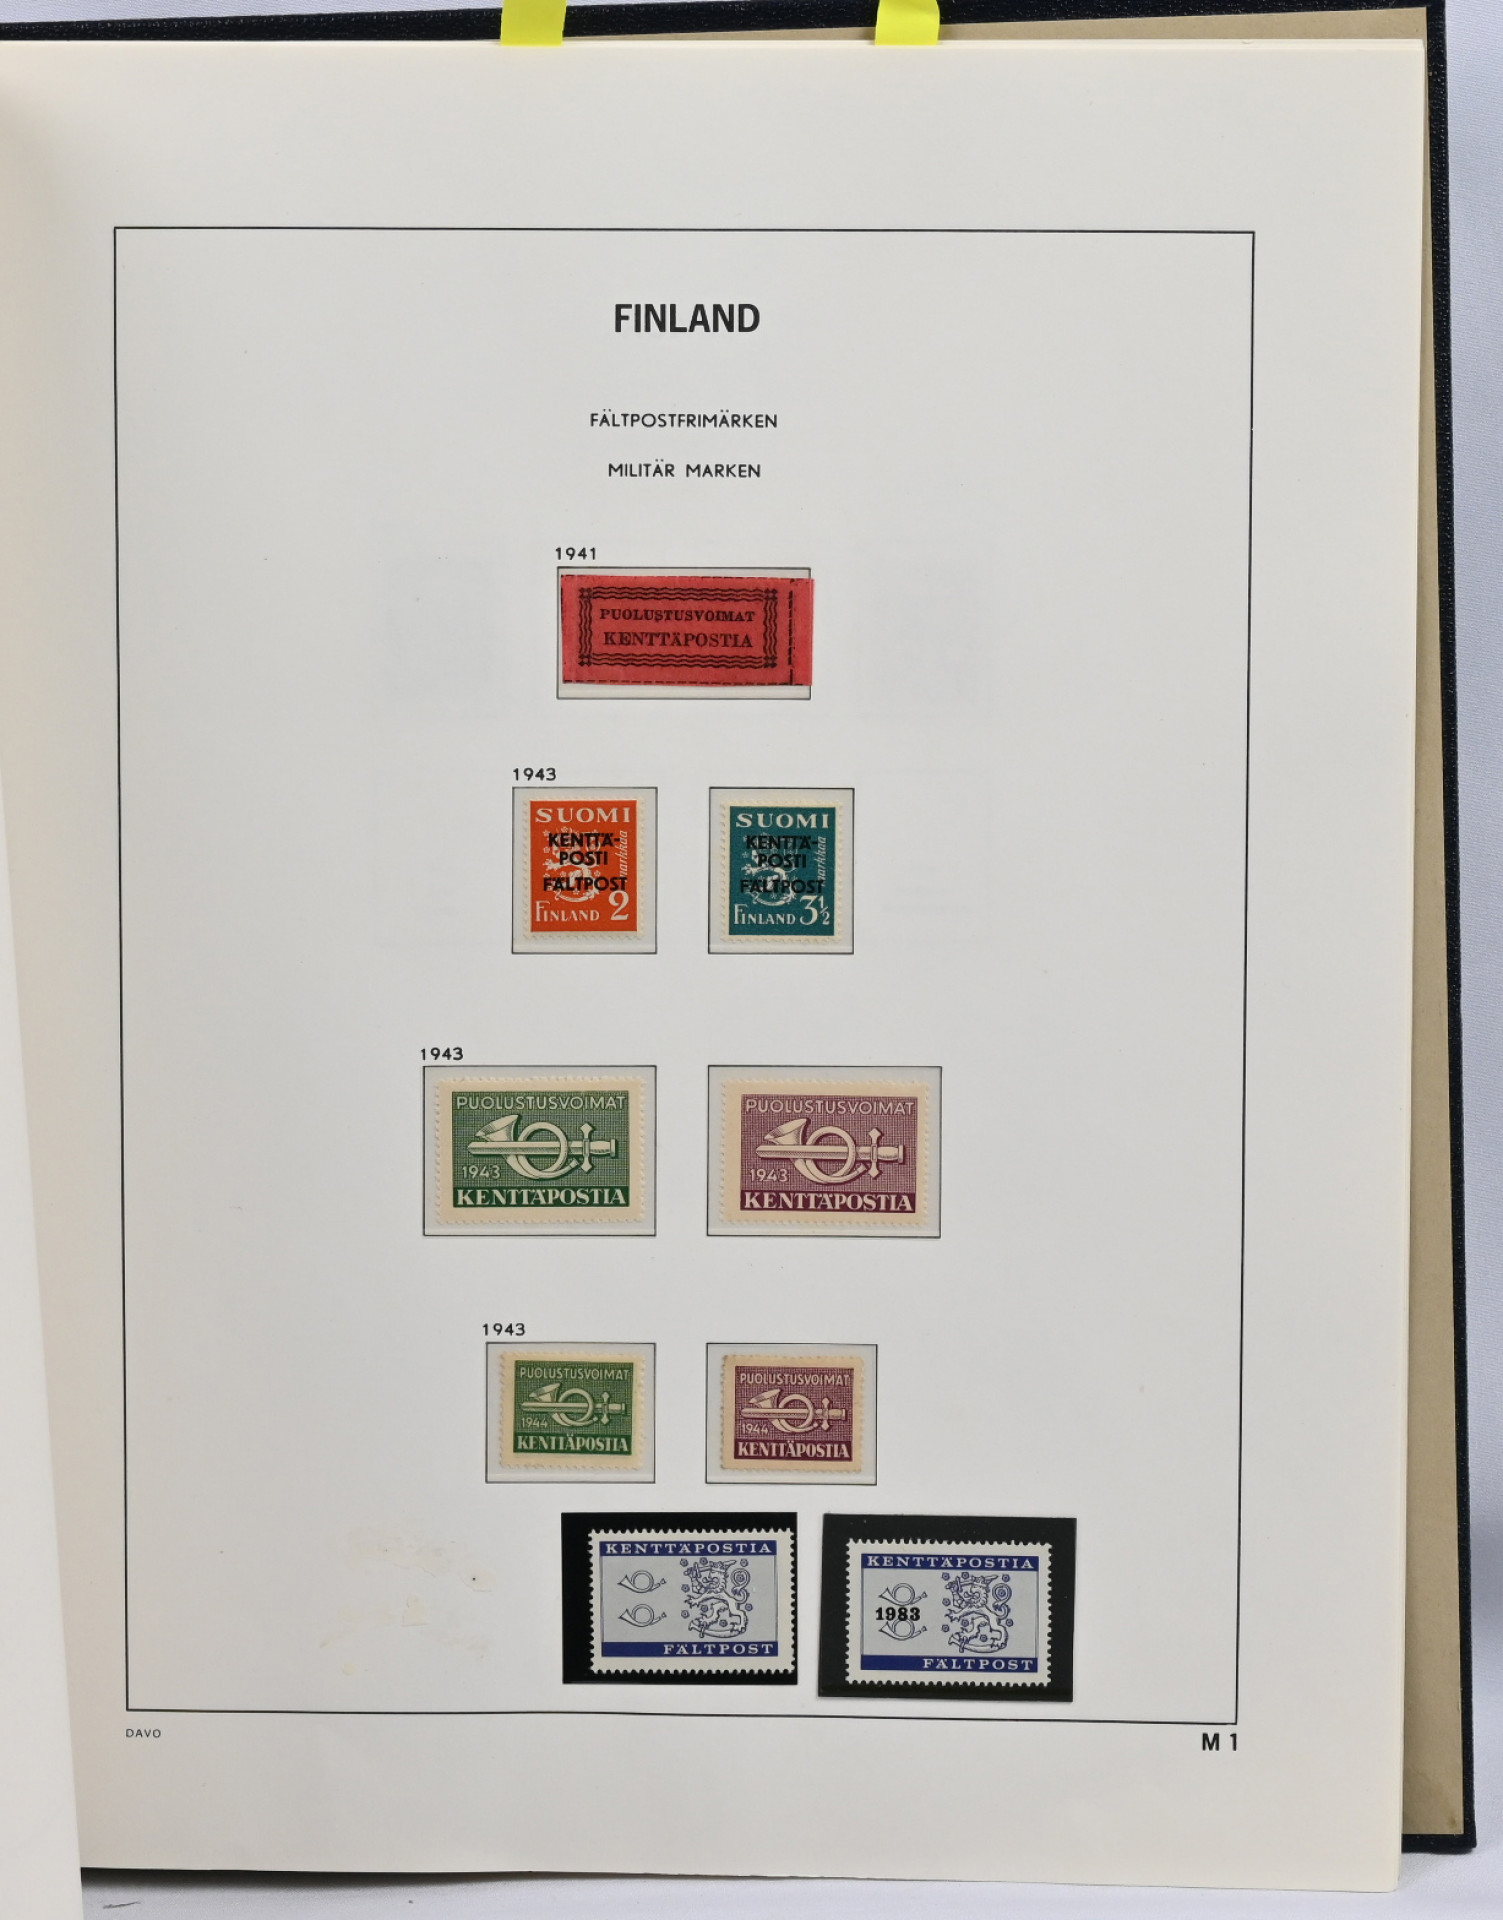 FINLAND
FÄLTPOSTFRIMÄRKEN
MILITÄR MARKEN
1941
PUOLUSTUSVOIMAT
KENTTÄPOSTIA
1943
SUOMI
KENTTÄ-
POSTI
FÄLTPOST
markkaa
FINLAND 2
SUOMI
KENTTÄ-
POSTI
FÄLTPOST
markkaa
FINLAND 3½
1943
PUOLUSTUSVOIMAT
1943
KENTTÄPOSTIA
PUOLUSTUSVOIMAT
1943
KENTTÄPOSTIA
1943
PUOLUSTUSVOIMAT
1944
KENTTÄPOSTIA
PUOLUSTUSVOIMAT
1944
KENTTÄPOSTIA
KENTTÄPOSTIA
FÄLTPOST
KENTTÄPOSTIA
1983
FÄLTPOST
DAVO
M 1